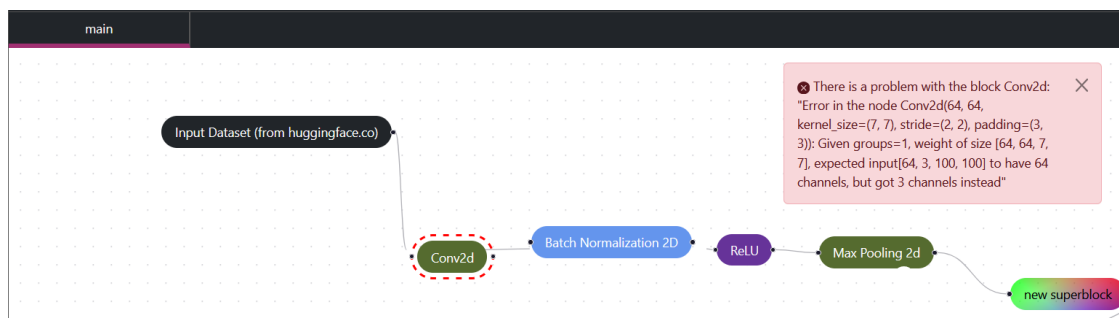 main
There is a problem with the block Conv2d:
"Error in the node Conv2d(64, 64,
kernel_size=(7, 7), stride=(2, 2), padding=(3,
3)): Given groups=1, weight of size [64, 64, 7,
7], expected input[64, 3, 100, 100] to have 64
channels, but got 3 channels instead"
Input Dataset (from huggingface.co)
Conv2d
Batch Normalization 2D
ReLU
Max Pooling 2d
new superblock